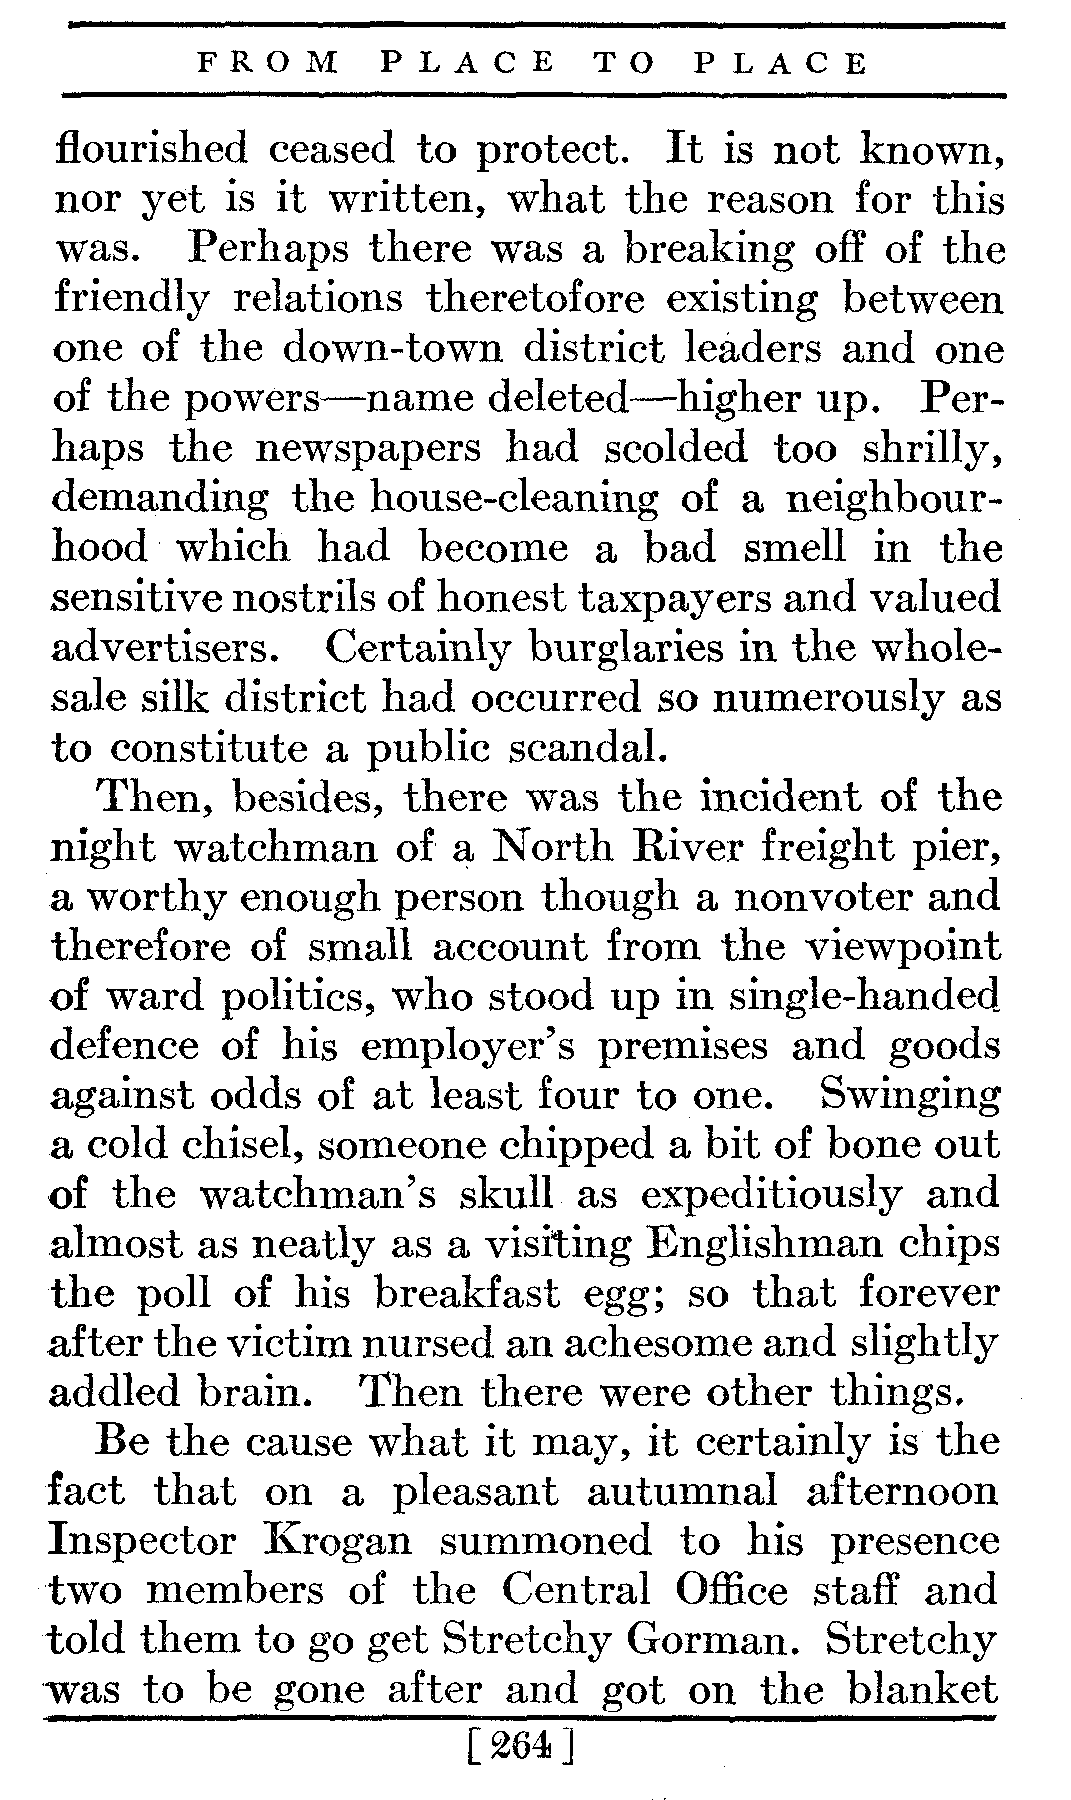 FROM PLACE TO PLACE
flourished ceased to protect. It is not known,
nor yet is it written, what the reason for this
was. Perhaps there was a breaking off of the
friendly relations theretofore existing between
one of the down-town district leaders and one
of the powers—name deleted—higher up. Per-
haps the newspapers had scolded too shrilly,
demanding the house-cleaning of a neighbour-
hood which had become a bad smell in the
sensitive nostrils of honest taxpayers and valued
advertisers. Certainly burglaries in the whole-
sale silk district had occurred so numerously as
to constitute a public scandal.
Then, besides, there was the incident of the
night watchman of a North River freight pier,
a worthy enough person though a nonvoter and
therefore of small account from the viewpoint
of ward politics, who stood up in single-handed
defence of his employer's premises and goods
against odds of at least four to one. Swinging
a cold chisel, someone chipped a bit of bone out
of the watchman's skull as expeditiously and
almost as neatly as a visiting Englishman chips
the poll of his breakfast egg; so that forever
after the victim nursed an achesome and slightly
addled brain. Then there were other things.
Be the cause what it may, it certainly is the
fact that on a pleasant autumnal afternoon
Inspector Krogan summoned to his presence
two members of the Central Office staff and
told them to go get Stretchy Gorman. Stretchy
was to be gone after and got on the blanket
[ 264 ]